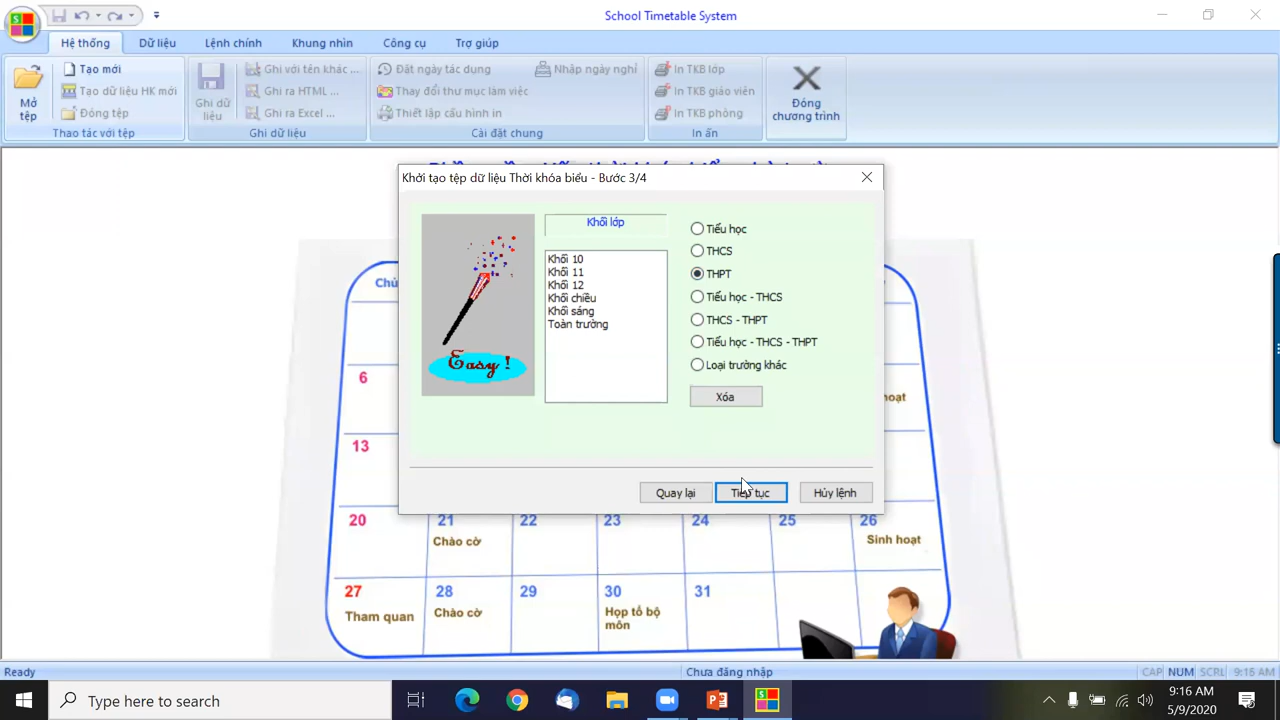 School Timetable System
Hệ thống
Dữ liệu
Lệnh chính
Khung nhìn
Công cụ
Trợ giúp
Mở tệp
Tạo mới
Tạo dữ liệu HK mới
Đóng tệp
Thao tác với tệp
Ghi dữ liệu
Ghi với tên khác ...
Ghi ra HTML ...
Ghi ra Excel ...
Ghi dữ liệu
Đặt ngày tác dụng
Nhập ngày nghỉ
Thay đổi thư mục làm việc
Thiết lập cấu hình in
Cài đặt chung
In TKB lớp
In TKB giáo viên
In TKB phòng
In ấn
Đóng chương trình
Khởi tạo tệp dữ liệu Thời khóa biểu - Bước 3/4
Easy !
Khối lớp
Khối 10
Khối 11
Khối 12
Khối chiều
Khối sáng
Toàn trường
Tiểu học
THCS
THPT
Tiểu học - THCS
THCS - THPT
Tiểu học - THCS - THPT
Loại trường khác
Xóa
Quay lại
Tiếp tục
Hủy lệnh
6
13
20 21 22 23 24 25 26
Chào cờ
Sinh hoạt
27 28 29 30 31
Tham quan
Chào cờ
Họp tổ bộ
môn
Ready
Chưa đăng nhập
CAP NUM SCRL 9:16 AM
Type here to search
9:16 AM
5/9/2020